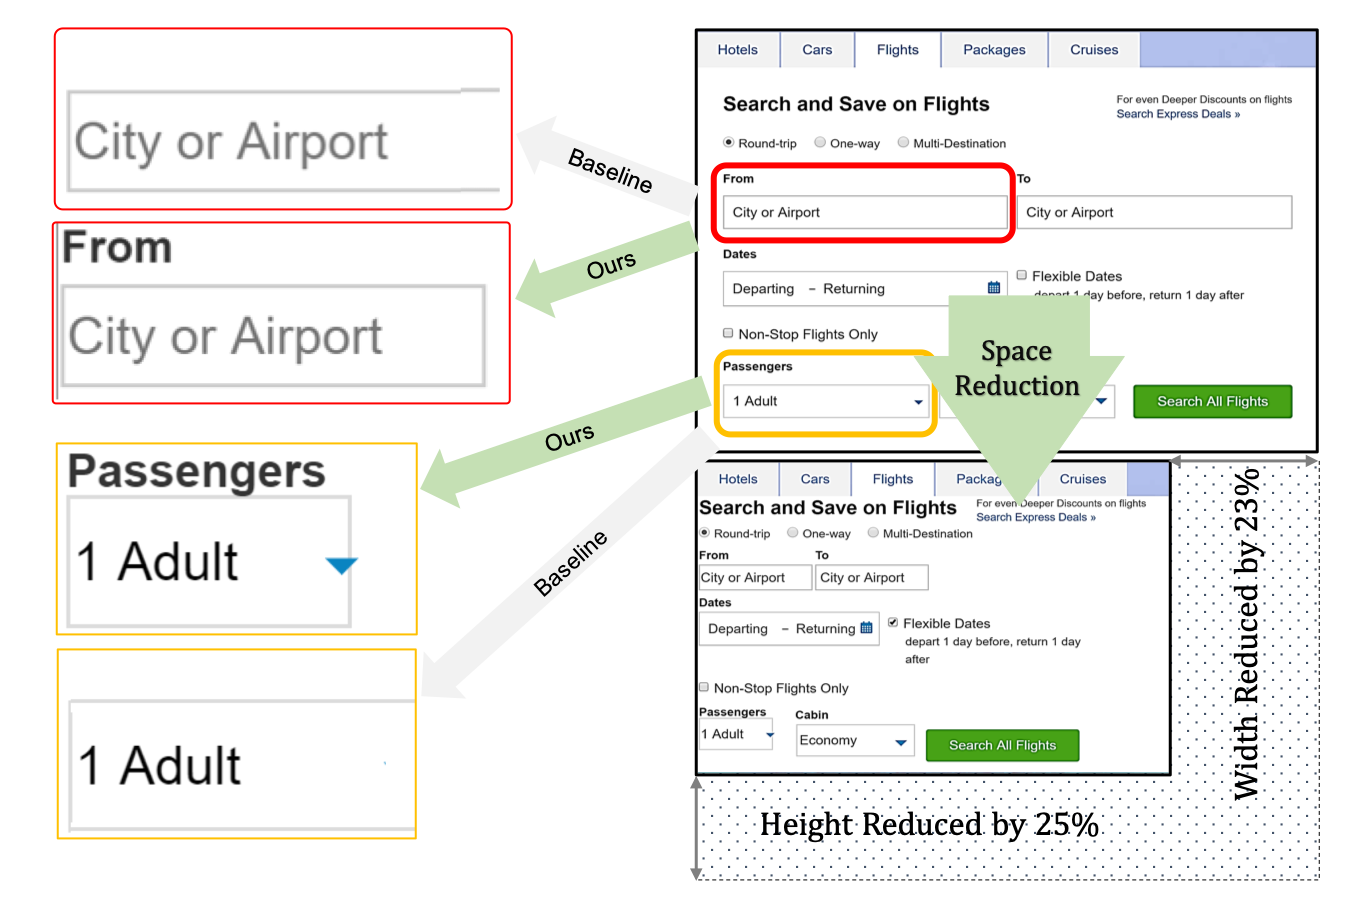 City or Airport
Baseline
From
City or Airport
Ours
Passengers
1 Adult
Ours
1 Adult
Baseline
Hotels Cars Flights Packages Cruises
Search and Save on Flights
For even Deeper Discounts on flights
Search Express Deals »
Round-trip One-way Multi-Destination
From To
City or Airport City or Airport
Dates
Departing – Returning
Flexible Dates
depart 1 day before, return 1 day after
Non-Stop Flights Only
Passengers
1 Adult
Search All Flights
Space
Reduction
Hotels Cars Flights Packag Cruises
Search and Save on Flights
For even Deeper Discounts on flights
Search Express Deals »
Round-trip One-way Multi-Destination
From To
City or Airport City or Airport
Dates
Departing – Returning
Flexible Dates
depart 1 day before, return 1 day
after
Non-Stop Flights Only
Passengers Cabin
1 Adult Economy
Search All Flights
Width Reduced by 23%
Height Reduced by 25%